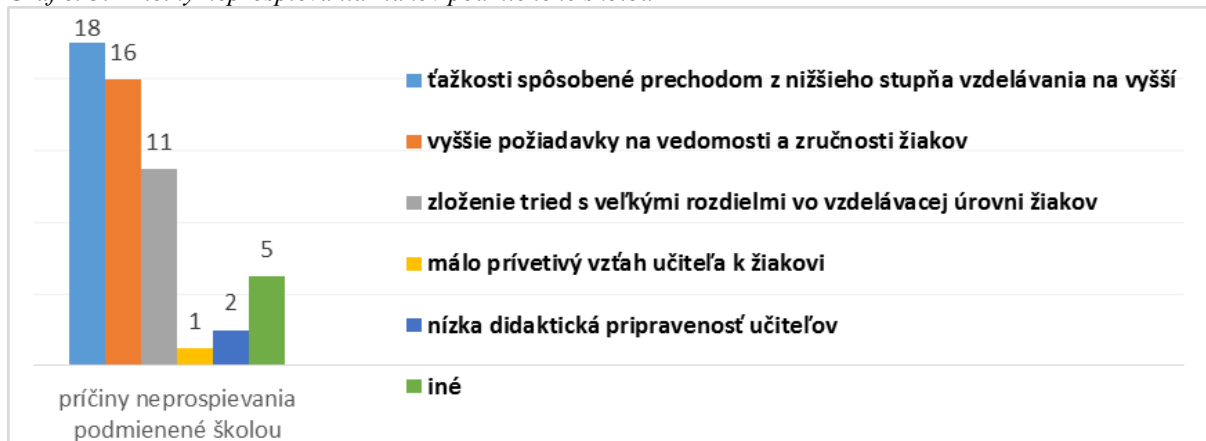 18
16
11
1
2
5
príčiny neprospievania
podmienené školou
ťažkosti spôsobené prechodom z nižšieho stupňa vzdelávania na vyšší
vyššie požiadavky na vedomosti a zručnosti žiakov
zloženie tried s veľkými rozdielmi vo vzdelávacej úrovni žiakov
málo prívetivý vzťah učiteľa k žiakovi
nízka didaktická pripravenosť učiteľov
iné